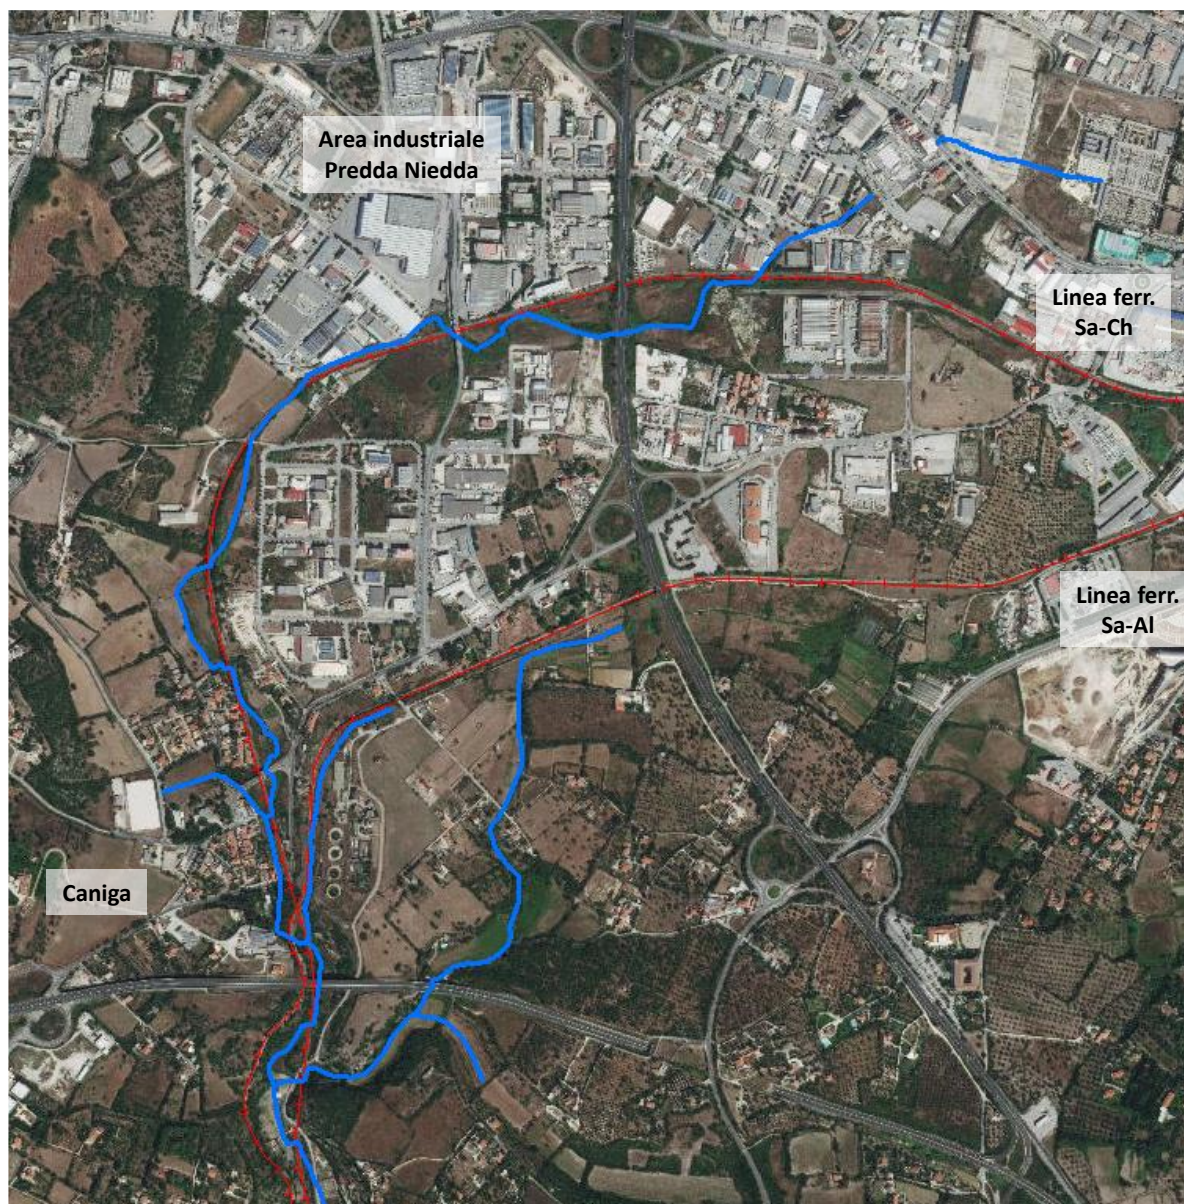 Area industriale
Predda Niedda
Linea ferr.
Sa-Ch
Linea ferr.
Sa-Al
Caniga